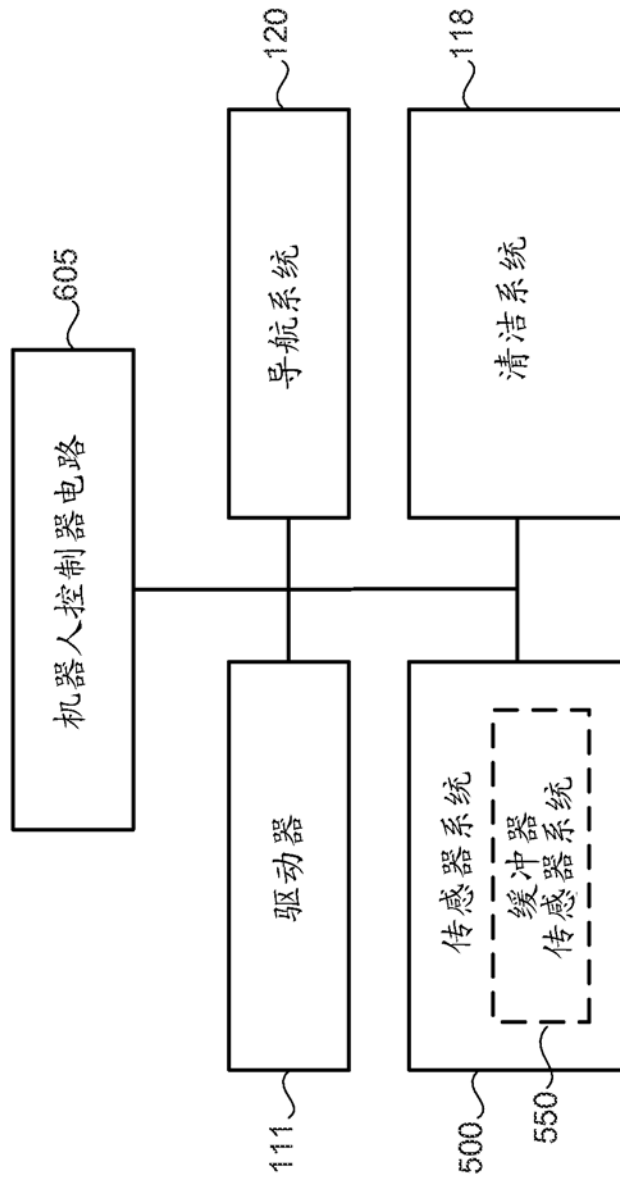 605
机器人控制器电路
120
导航系统
驱动器
111
118
清洁系统
传感器系统
缓冲器
传感器系统
500
550